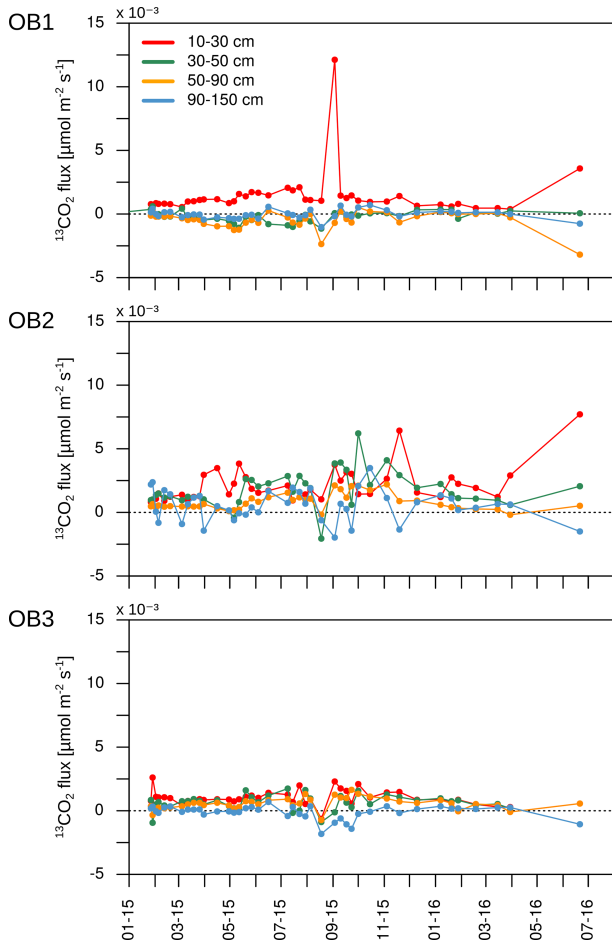 OB1
x 10⁻³
15
10
5
0
-5
¹³CO₂ flux [µmol m⁻² s⁻¹]
10-30 cm
30-50 cm
50-90 cm
90-150 cm
OB2
x 10⁻³
15
10
5
0
-5
¹³CO₂ flux [µmol m⁻² s⁻¹]
OB3
x 10⁻³
15
10
5
0
-5
¹³CO₂ flux [µmol m⁻² s⁻¹]
01-15
03-15
05-15
07-15
09-15
11-15
01-16
03-16
05-16
07-16